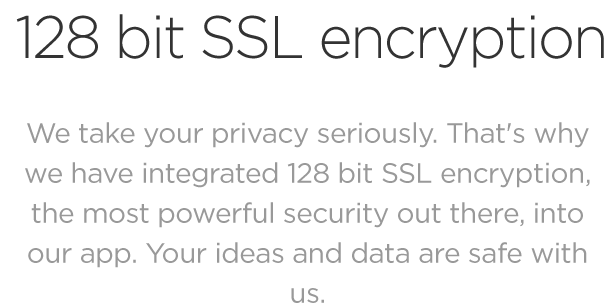 128 bit SSL encryption
We take your privacy seriously. That's why
we have integrated 128 bit SSL encryption,
the most powerful security out there, into
our app. Your ideas and data are safe with
us.